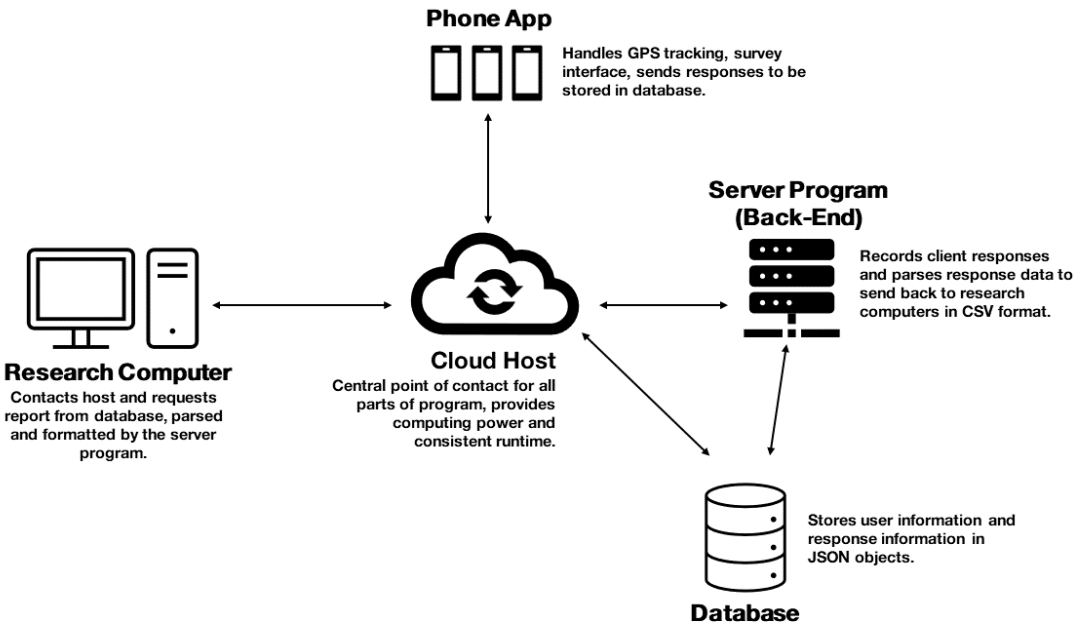 Phone App
Handles GPS tracking, survey
interface, sends responses to be
stored in database.
Server Program
(Back-End)
Records client responses
and parses response data to
send back to research
computers in CSV format.
Research Computer
Contacts host and requests
report from database, parsed
and formatted by the server
program.
Cloud Host
Central point of contact for all
parts of program, provides
computing power and
consistent runtime.
Stores user information and
response information in
JSON objects.
Database